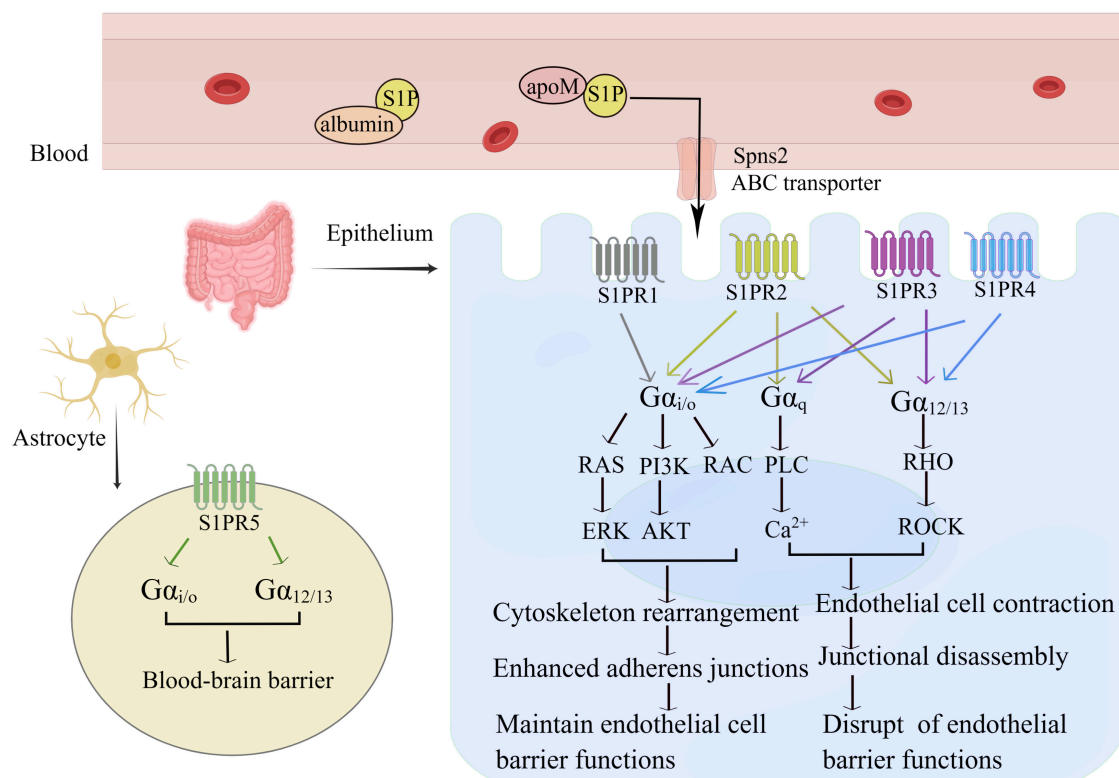 S1P
albumin
apoM
S1P
Blood
Spns2
ABC transporter
Epithelium
S1PR1
S1PR2
S1PR3
S1PR4
Astrocyte
Gαi/o
Gαq
Gα12/13
RAS
PI3K
RAC
PLC
RHO
S1PR5
ERK
AKT
Ca2+
ROCK
Gαi/o
Gα12/13
Cytoskeleton rearrangement
Endothelial cell contraction
Blood-brain barrier
Enhanced adherens junctions
Junctional disassembly
Maintain endothelial cell
barrier functions
Disrupt of endothelial
barrier functions